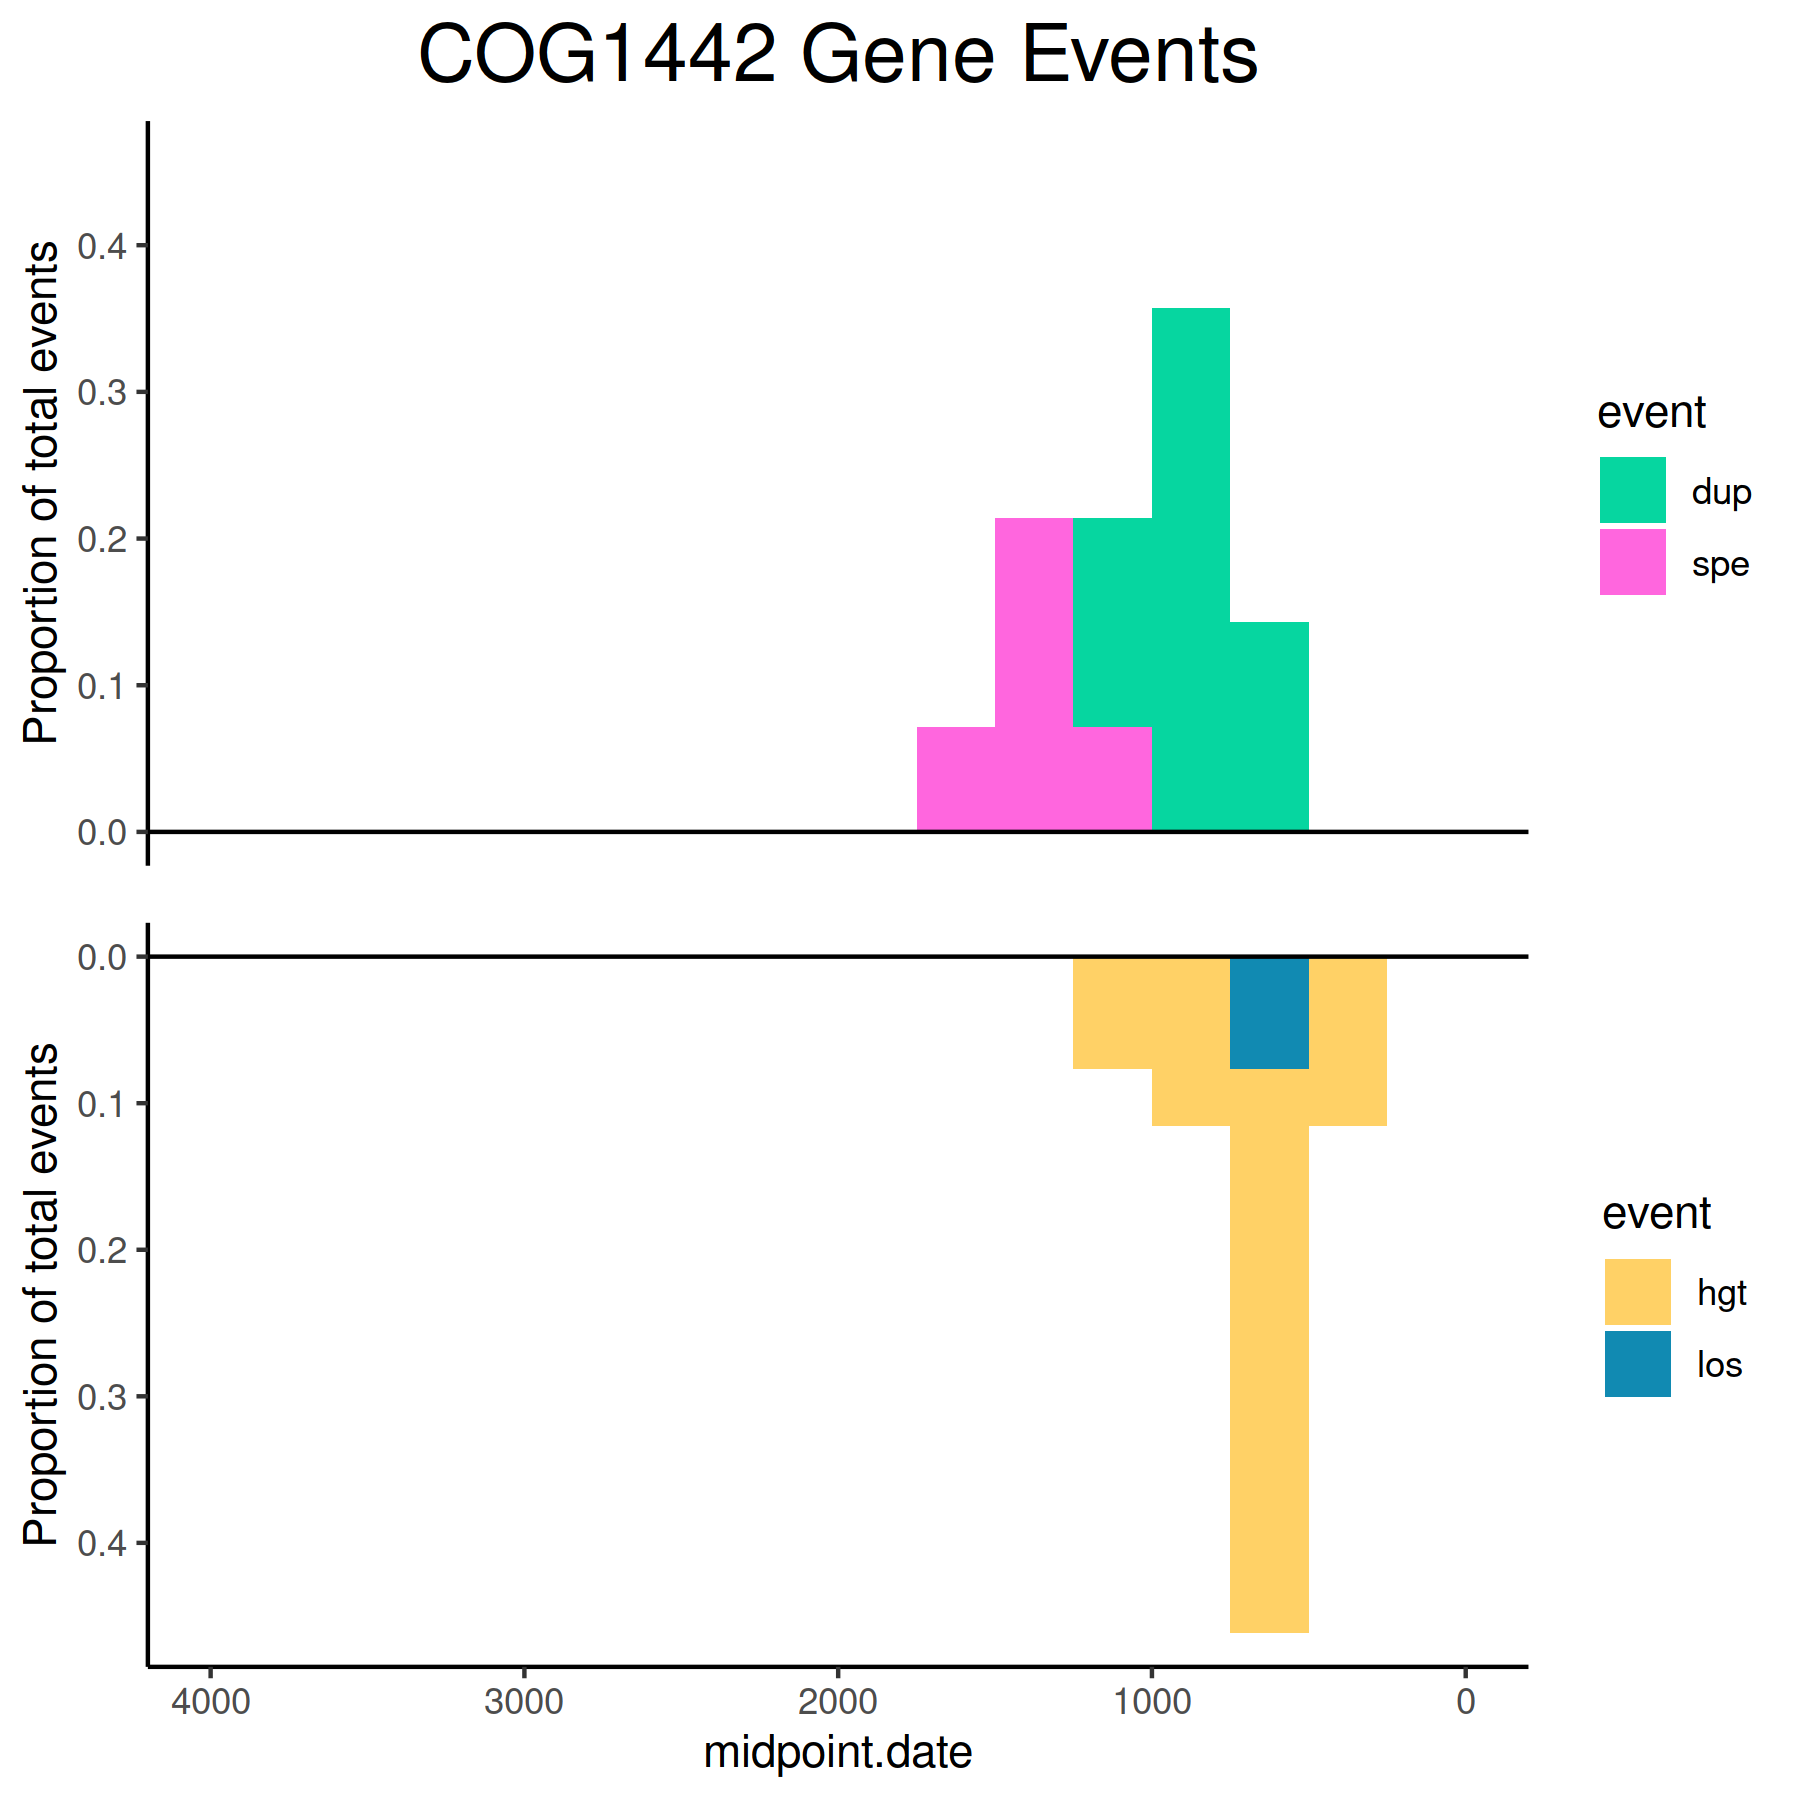 COG1442 Gene Events
Proportion of total events
0.4
0.3
0.2
0.1
0.0
event
dup
spe
Proportion of total events
0.0
0.1
0.2
0.3
0.4
event
hgt
los
4000 3000 2000 1000 0
midpoint.date